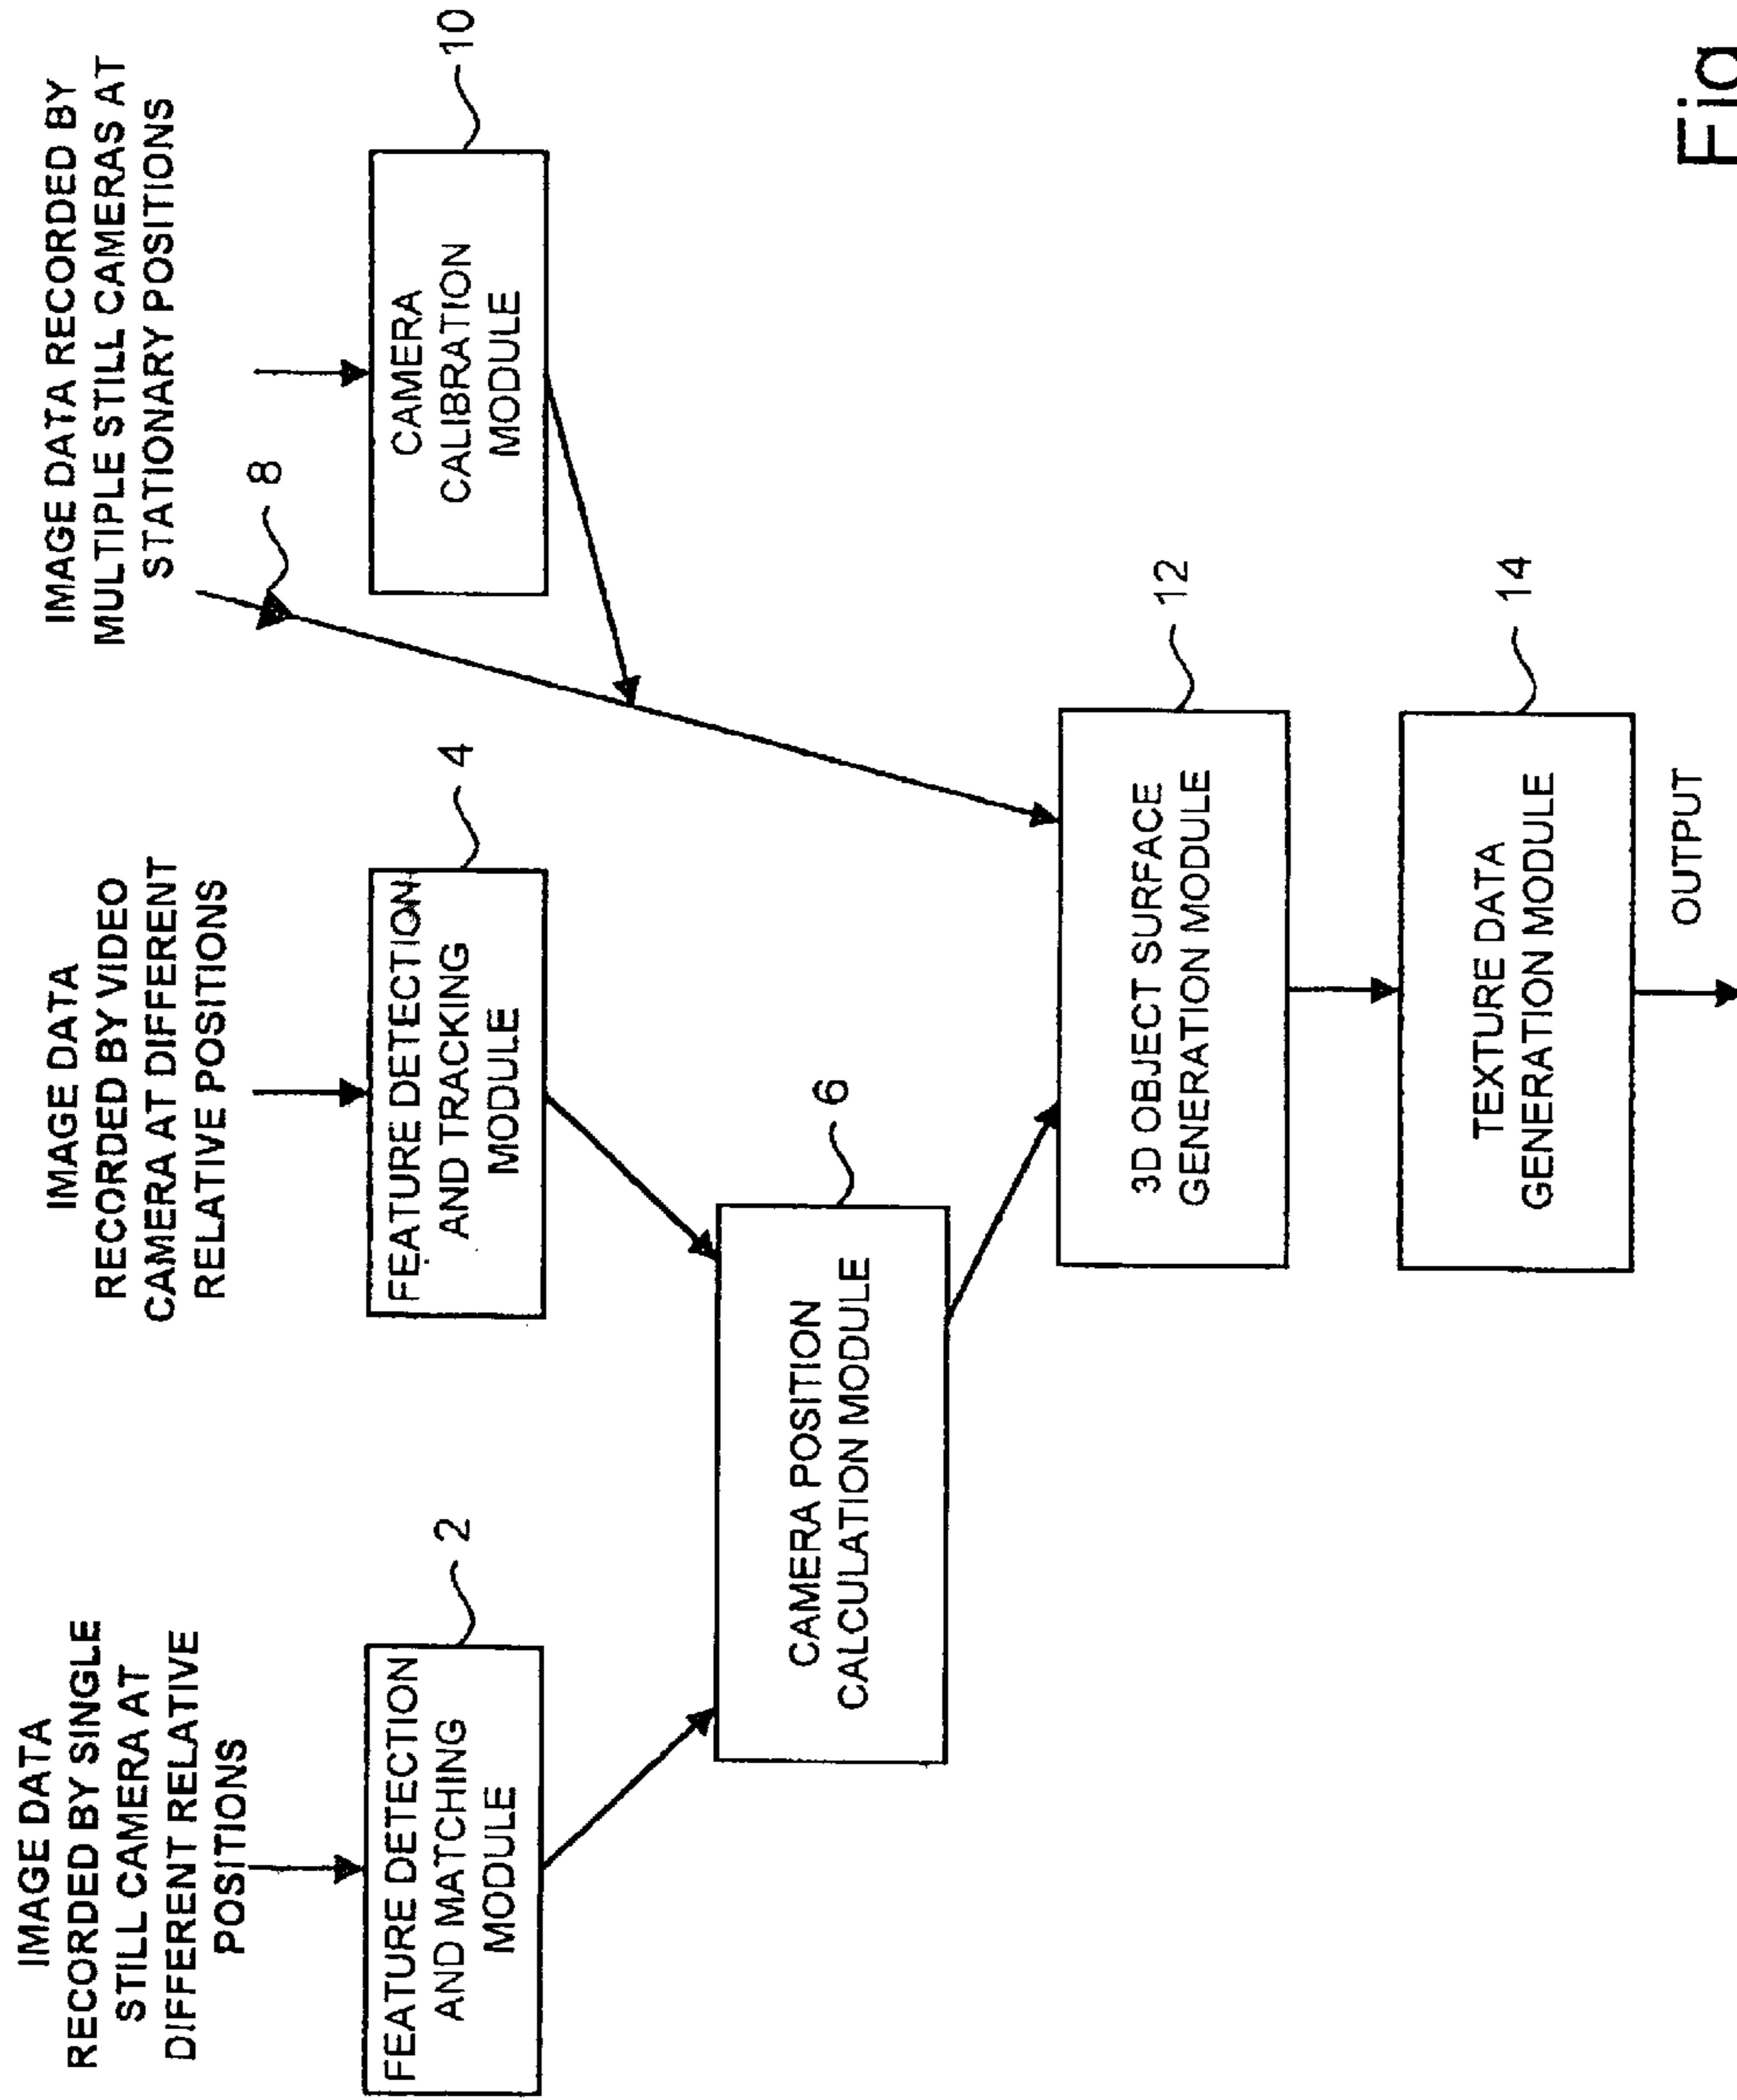 IMAGE DATA
RECORDED BY SINGLE
STILL CAMERA AT
DIFFERENT RELATIVE
POSITIONS
IMAGE DATA
RECORDED BY VIDEO
CAMERA AT DIFFERENT
RELATIVE POSITIONS
IMAGE DATA RECORDED BY
MULTIPLE STILL CAMERAS AT
STATIONARY POSITIONS
8
FEATURE DETECTION
AND MATCHING
MODULE
2
FEATURE DETECTION
AND TRACKING
MODULE
4
CAMERA
CALIBRATION
MODULE
10
CAMERA POSITION
CALCULATION MODULE
6
3D OBJECT SURFACE
GENERATION MODULE
12
TEXTURE DATA
GENERATION MODULE
14
OUTPUT
Fig